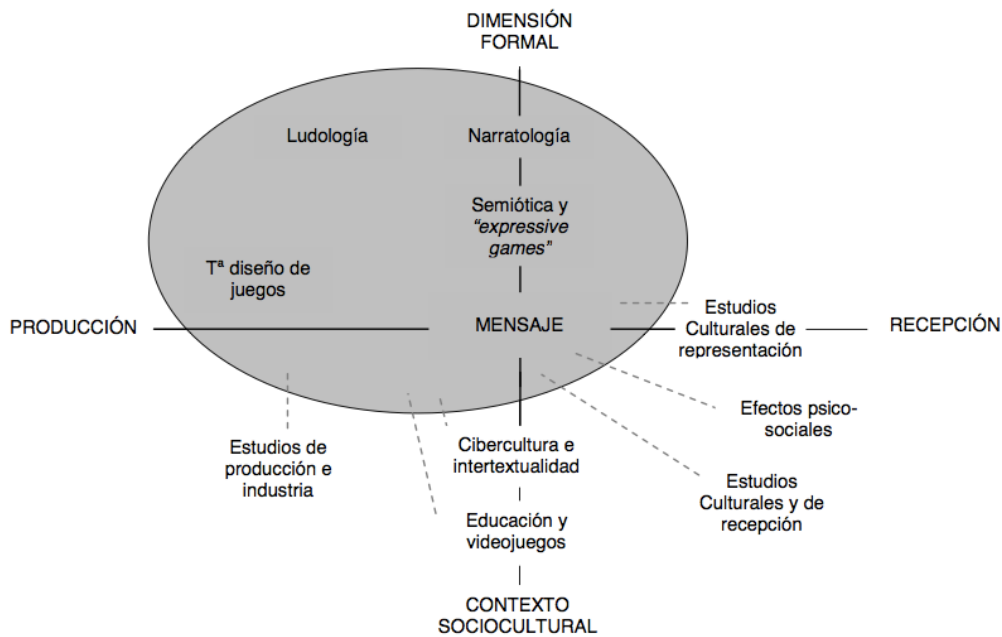 DIMENSIÓN
FORMAL
Ludología
Narratología
Semiótica y
“expressive
games”
Tª diseño de
juegos
PRODUCCIÓN
MENSAJE
Estudios
Culturales de
representación
RECEPCIÓN
Efectos psico-
sociales
Estudios de
producción e
industria
Cibercultura e
intertextualidad
Estudios
Culturales y de
recepción
Educación y
videojuegos
CONTEXTO
SOCIOCULTURAL